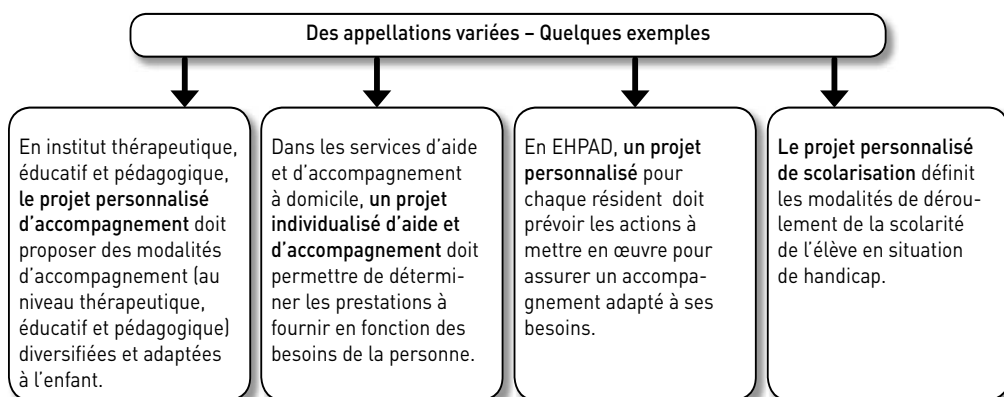 Des appellations variées – Quelques exemples
En institut thérapeutique,
éducatif et pédagogique,
le projet personnalisé
d'accompagnement doit
proposer des modalités
d'accompagnement (au
niveau thérapeutique,
éducatif et pédagogique)
diversifiées et adaptées
à l'enfant.
Dans les services d'aide
et d'accompagnement
à domicile, un projet
individualisé d'aide et
d'accompagnement doit
permettre de détermi-
ner les prestations à
fournir en fonction des
besoins de la personne.
En EHPAD, un projet
personnalisé pour
chaque résident doit
prévoir les actions à
mettre en œuvre pour
assurer un accompa-
gnement adapté à ses
besoins.
Le projet personnalisé
de scolarisation définit
les modalités de dérou-
lement de la scolarité
de l'élève en situation
de handicap.